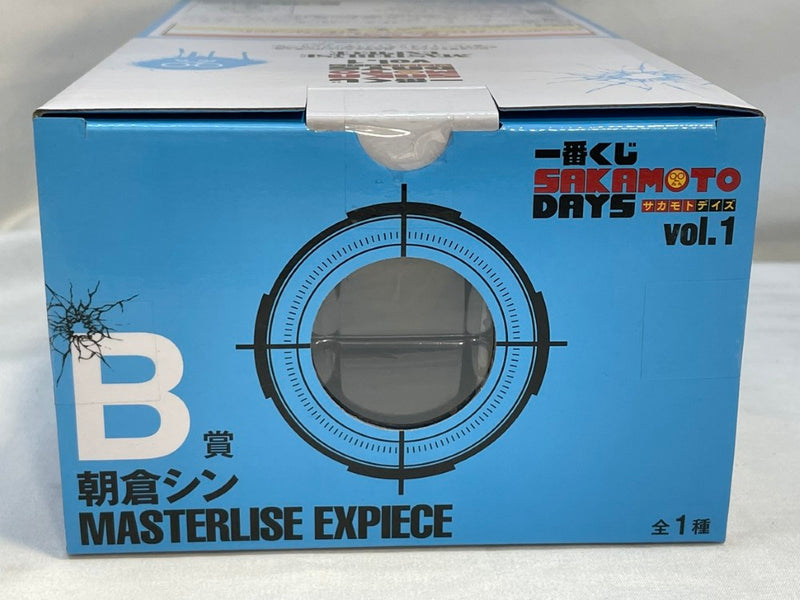 一番くじ
SAKAMOTO
DAYS サカモトデイズ
vol.1
B賞
朝倉シン
MASTERLISE EXPIECE
全1種